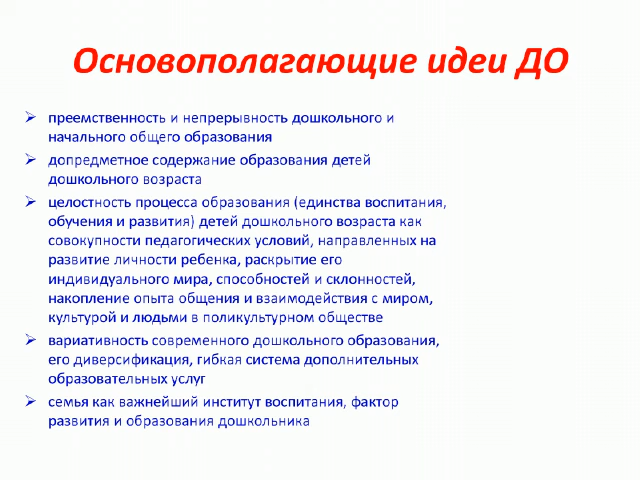 Основополагающие идеи ДО
преемственность и непрерывность дошкольного и
начального общего образования
допредметное содержание образования детей
дошкольного возраста
целостность процесса образования (единства воспитания,
обучения и развития) детей дошкольного возраста как
совокупности педагогических условий, направленных на
развитие личности ребенка, раскрытие его
индивидуального мира, способностей и склонностей,
накопление опыта общения и взаимодействия с миром,
культурой и людьми в поликультурном обществе
вариативность современного дошкольного образования,
его диверсификация, гибкая система дополнительных
образовательных услуг
семья как важнейший институт воспитания, фактор
развития и образования дошкольника